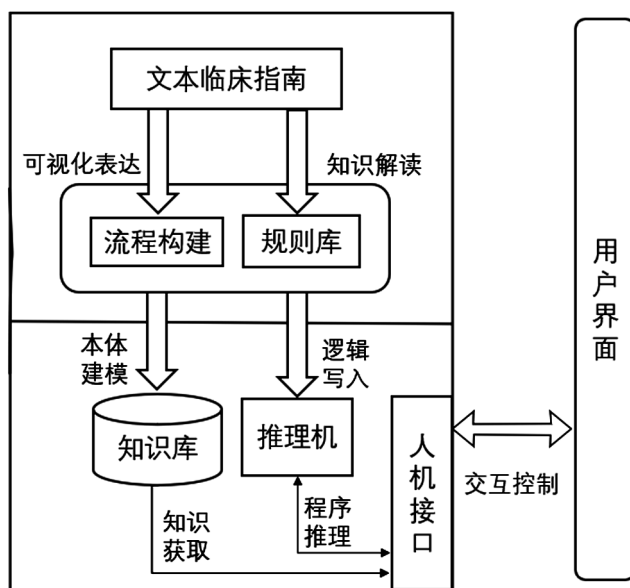 文本临床指南
可视化表达
知识解读
流程构建
规则库
本体
建模
逻辑
写入
知识库
推理机
人机接口
知识
获取
程序
推理
交互控制
用户界面